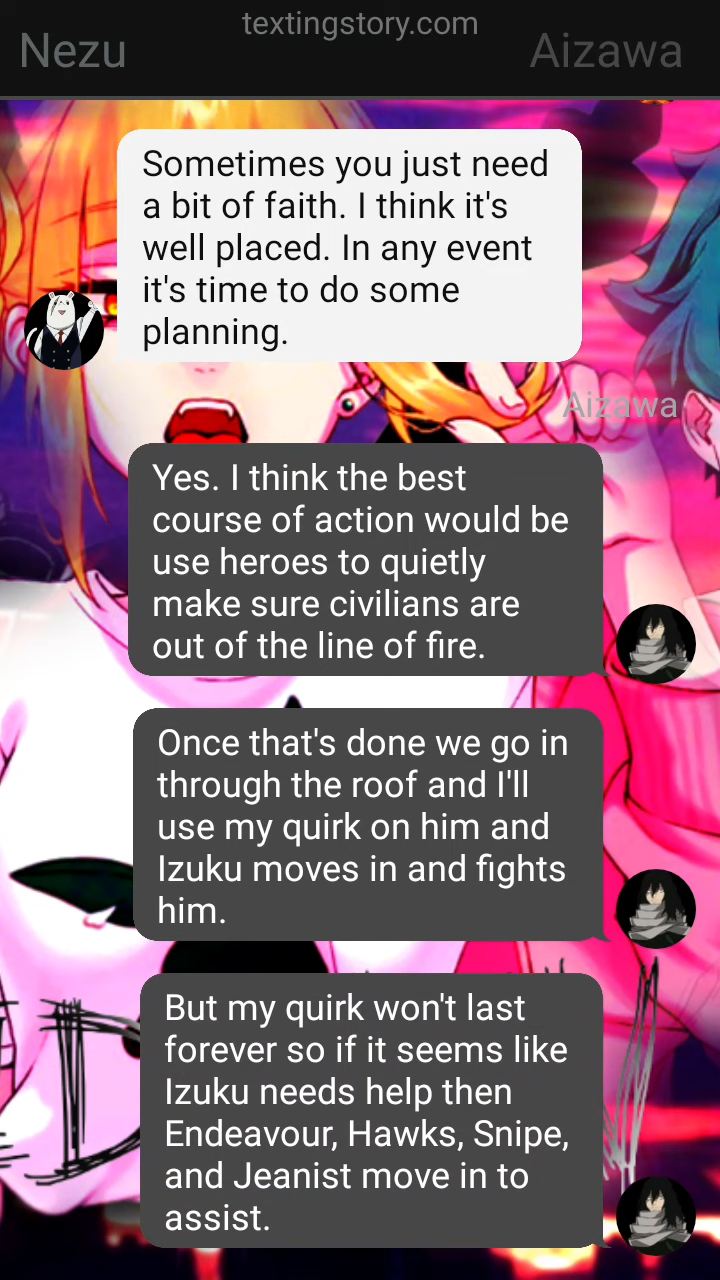 textingstory.com
Nezu
Aizawa
Sometimes you just need
a bit of faith. I think it's
well placed. In any event
it's time to do some
planning.
Aizawa
Yes. I think the best
course of action would be
use heroes to quietly
make sure civilians are
out of the line of fire.
Once that's done we go in
through the roof and I'll
use my quirk on him and
Izuku moves in and fights
him.
But my quirk won't last
forever so if it seems like
Izuku needs help then
Endeavour, Hawks, Snipe,
and Jeanist move in to
assist.